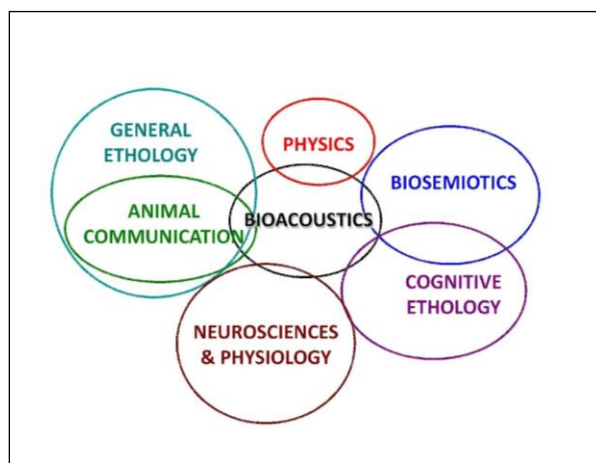 GENERAL
ETHOLOGY
PHYSICS
BIOSEMIOTICS
ANIMAL
COMMUNICATION
BIOACOUSTICS
COGNITIVE
ETHOLOGY
NEUROSCIENCES
& PHYSIOLOGY